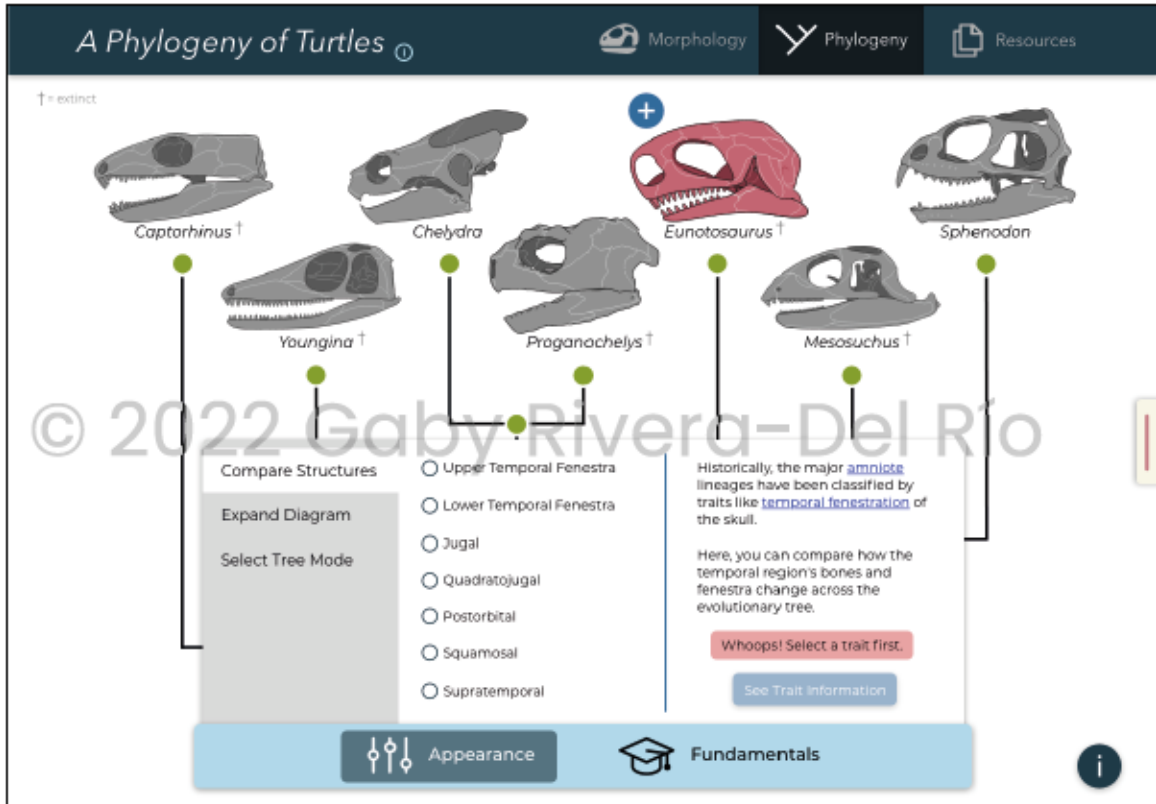 A Phylogeny of Turtles
Morphology
Phylogeny
Resources
† = extinct
Captorhinus †
Chelydra
Eunotosaurus †
Sphenodon
Youngina †
Proganochelys †
Mesosuchus †
© 2022 Gaby Rivera-Del Río
Compare Structures
Expand Diagram
Select Tree Mode
Upper Temporal Fenestra
Lower Temporal Fenestra
Jugal
Quadratojugal
Postorbital
Squamosal
Supratemporal
Historically, the major amniote
lineages have been classified by
traits like temporal fenestration of
the skull.
Here, you can compare how the
temporal region's bones and
fenestra change across the
evolutionary tree.
Whoops! Select a trait first.
See Trait Information
Appearance
Fundamentals
i